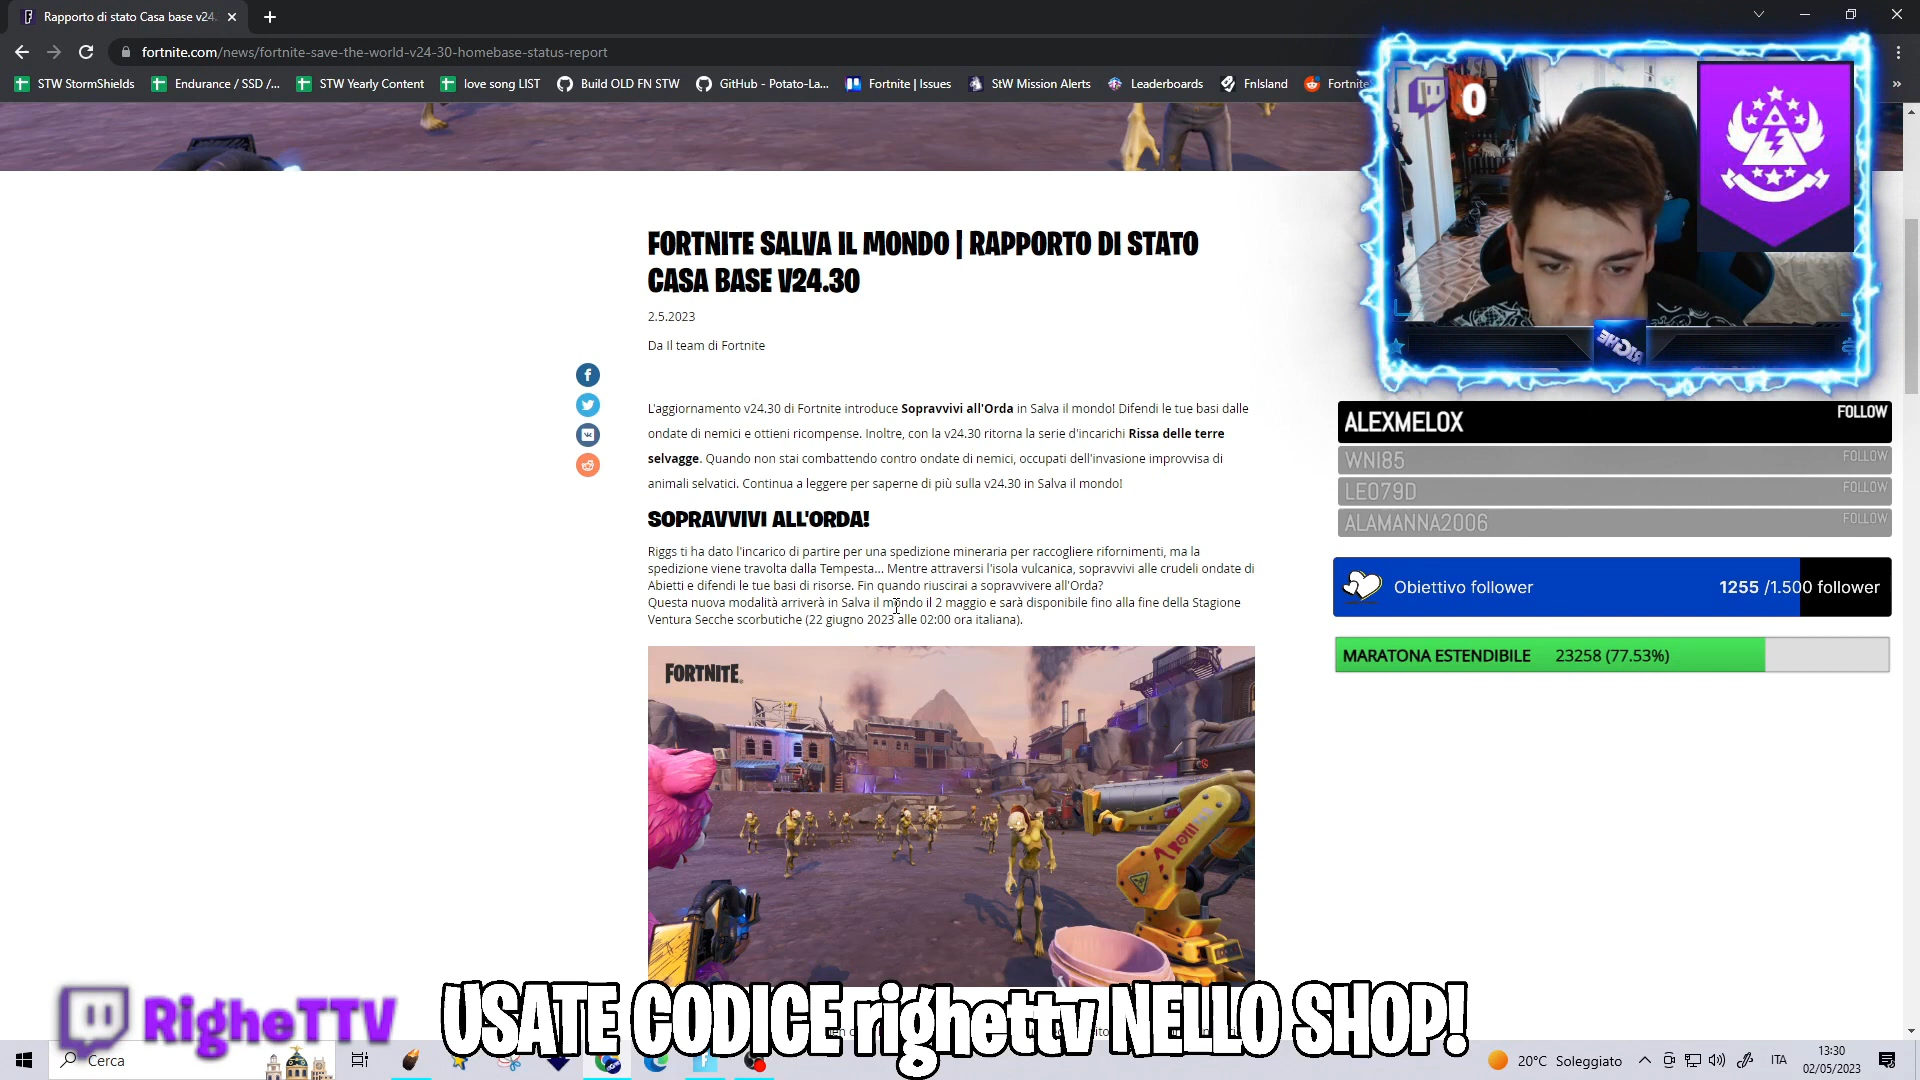 Rapporto di stato Casa base v24.
fortnite.com/news/fortnite-save-the-world-v24-30-homebase-status-report
STW StormShields
Endurance / SSD /...
STW Yearly Content
love song LIST
Build OLD FN STW
GitHub - Potato-La...
Fortnite | Issues
StW Mission Alerts
Leaderboards
FnIsland
Fortnite
0
FORTNITE SALVA IL MONDO | RAPPORTO DI STATO
CASA BASE V24.30
2.5.2023
Da Il team di Fortnite
RIGHE
L'aggiornamento v24.30 di Fortnite introduce Sopravvivi all'Orda in Salva il mondo! Difendi le tue basi dalle
ondate di nemici e ottieni ricompense. Inoltre, con la v24.30 ritorna la serie d'incarichi Rissa delle terre
selvagge. Quando non stai combattendo contro ondate di nemici, occupati dell'invasione improvvisa di
animali selvatici. Continua a leggere per saperne di più sulla v24.30 in Salva il mondo!
SOPRAVVIVI ALL'ORDA!
Riggs ti ha dato l'incarico di partire per una spedizione mineraria per raccogliere rifornimenti, ma la
spedizione viene travolta dalla Tempesta... Mentre attraversi l'isola vulcanica, sopravvivi alle crudeli ondate di
Abietti e difendi le tue basi di risorse. Fin quando riuscirai a sopravvivere all'Orda?
Questa nuova modalità arriverà in Salva il mondo il 2 maggio e sarà disponibile fino alla fine della Stagione
Ventura Secche scorbutiche (22 giugno 2023 alle 02:00 ora italiana).
ALEXMELOX FOLLOW
WNI85 FOLLOW
LEO79D FOLLOW
ALAMANNA2006 FOLLOW
Obiettivo follower 1255 /1.500 follower
MARATONA ESTENDIBILE 23258 (77.53%)
FORTNITE
RigheTTV
USATE CODICE righettv NELLO SHOP!
Cerca
20°C Soleggiato
ITA
13:30
02/05/2023